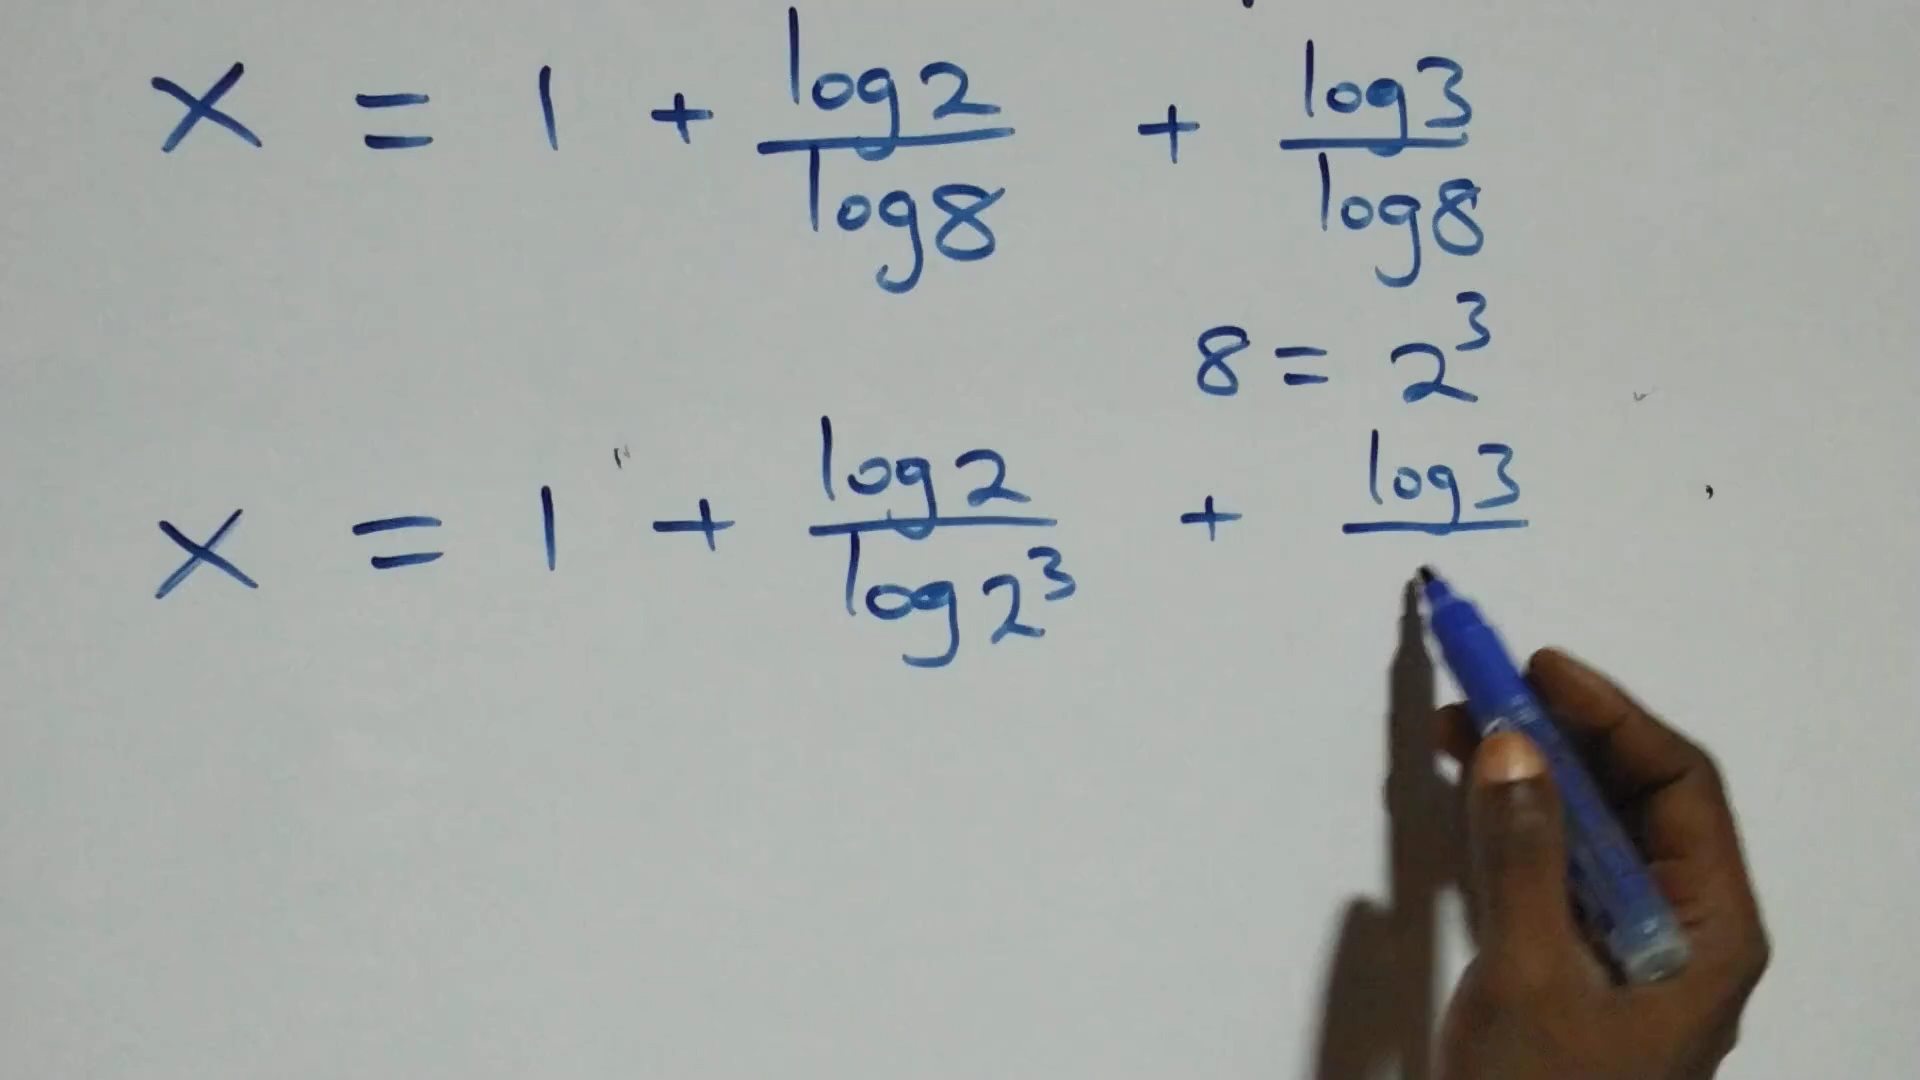 x = 1 + log2/log8 + log3/log8
8 = 2³
x = 1 + log2/log2³ + log3/